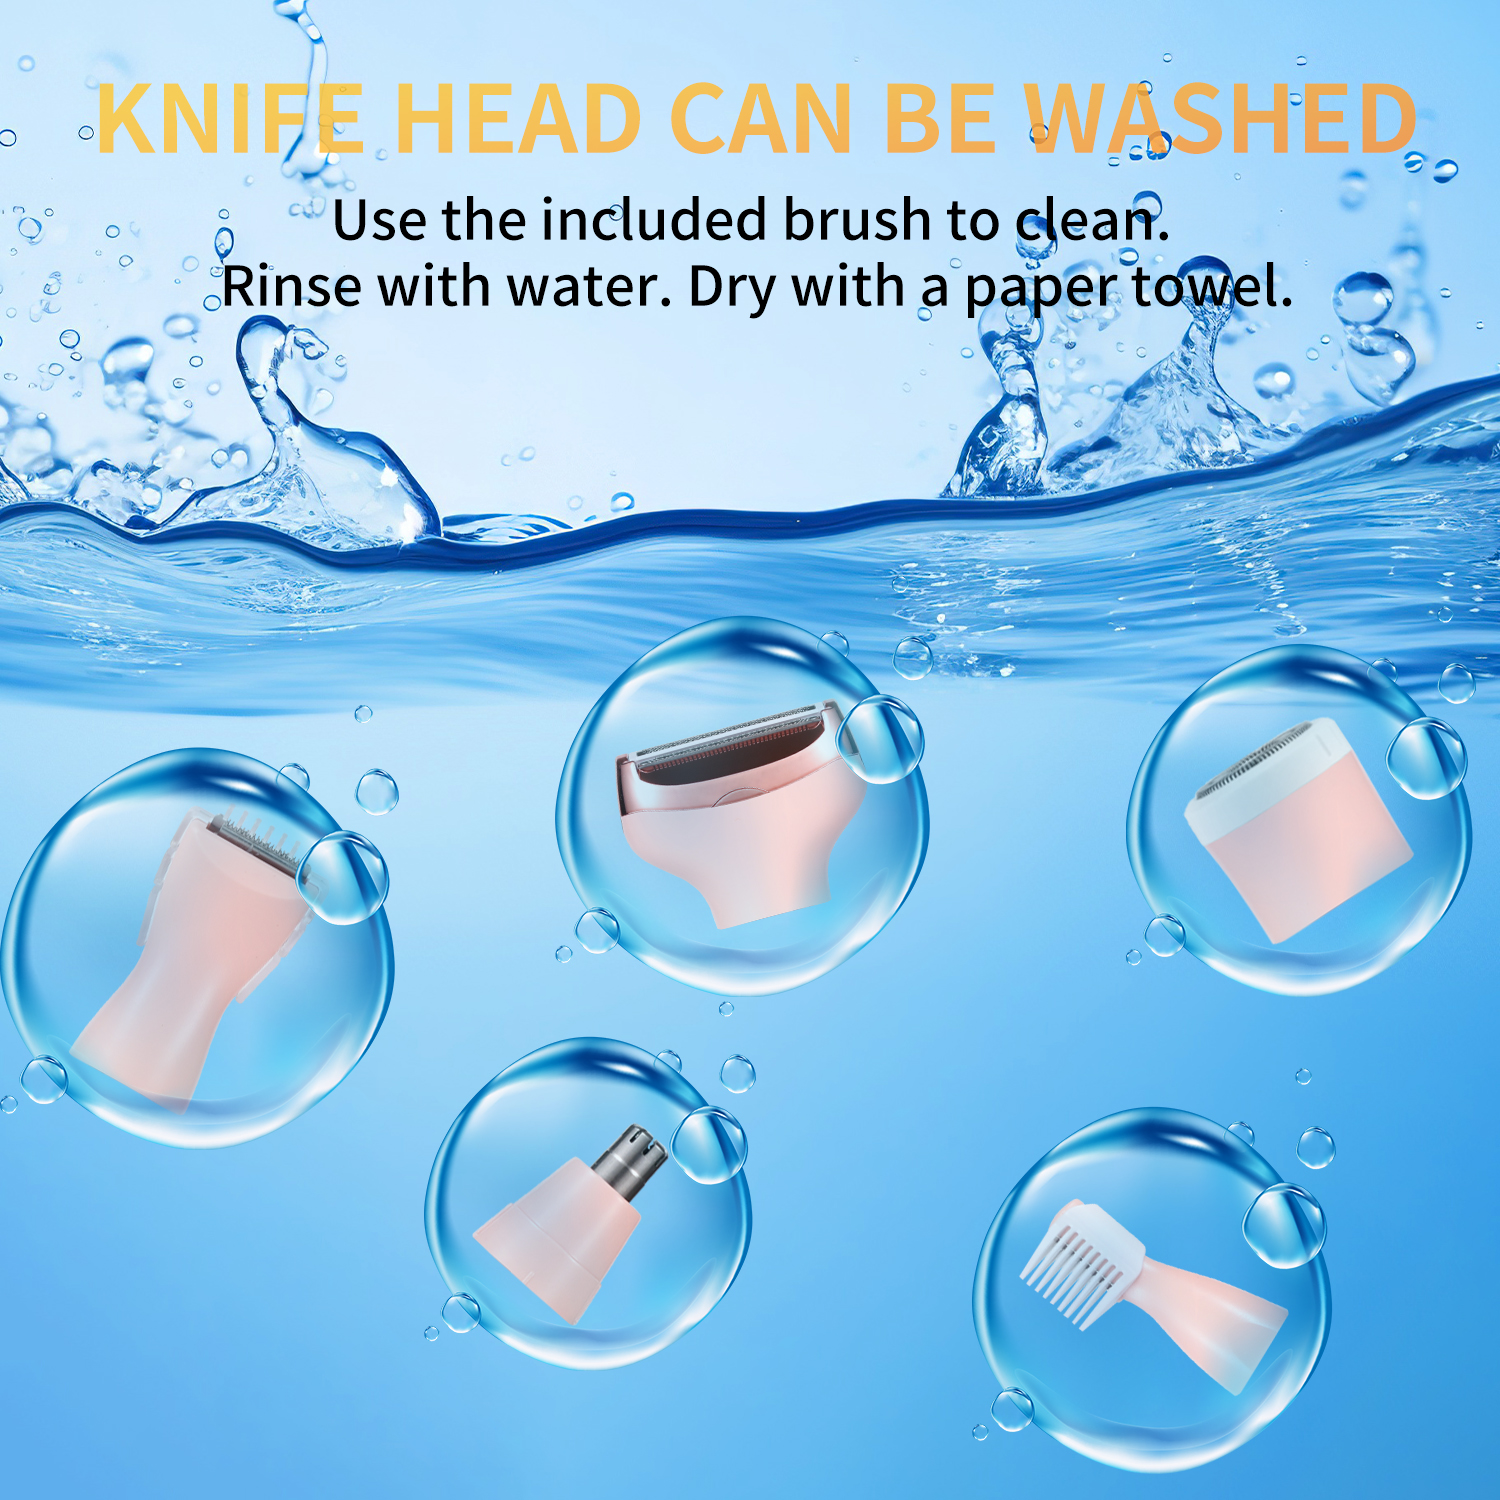 KNIFE HEAD CAN BE WASHED
Use the included brush to clean.
Rinse with water. Dry with a paper towel.